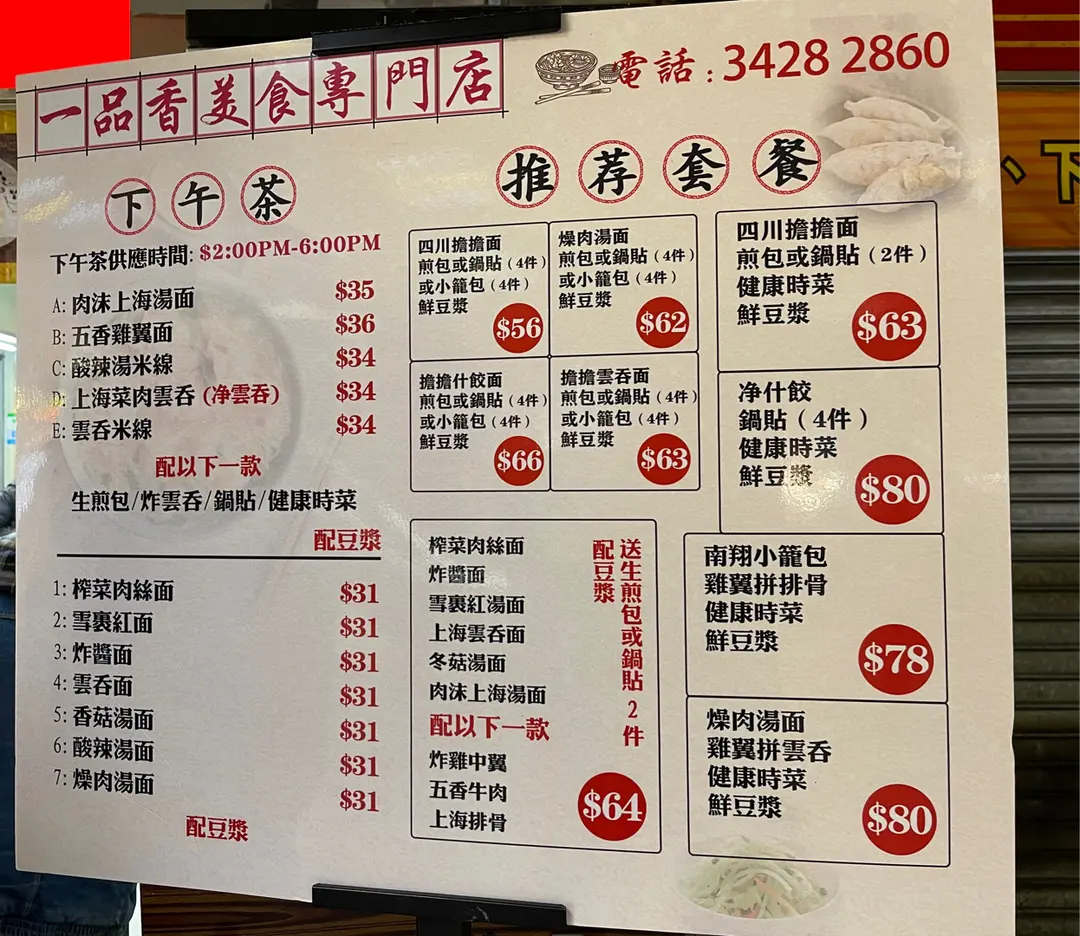 一品香美食專門店
電話:3428 2860
下午茶
下午茶供應時間: $2:00PM-6:00PM
A: 肉沫上海湯面 $35
B: 五香雞翼面 $36
C: 酸辣湯米線 $34
D: 上海菜肉雲吞 (净雲吞) $34
E: 雲吞米線 $34
配以下一款
生煎包/炸雲吞/鍋貼/健康時菜
配豆漿
1: 榨菜肉絲面 $31
2: 雪裏紅面 $31
3: 炸醬面 $31
4: 雲吞面 $31
5: 香菇湯面 $31
6: 酸辣湯面 $31
7: 燥肉湯面 $31
配豆漿
推荐套餐
四川擔擔面
煎包或鍋貼（4件）
或小籠包（4件）
鮮豆漿
$56
燥肉湯面
煎包或鍋貼（4件）
或小籠包（4件）
鮮豆漿
$62
擔擔什餃面
煎包或鍋貼（4件）
或小籠包（4件）
鮮豆漿
$66
擔擔雲吞面
煎包或鍋貼（4件）
或小籠包（4件）
鮮豆漿
$63
榨菜肉絲面
炸醬面
雪裏紅湯面
上海雲吞面
冬菇湯面
肉沫上海湯面
配以下一款
炸雞中翼
五香牛肉
上海排骨
送生煎包或鍋貼2件
配豆漿
$64
四川擔擔面
煎包或鍋貼（2件）
健康時菜
鮮豆漿
$63
净什餃
鍋貼（4件）
健康時菜
鮮豆漿
$80
南翔小籠包
雞翼拼排骨
健康時菜
鮮豆漿
$78
燥肉湯面
雞翼拼雲吞
健康時菜
鮮豆漿
$80
、下